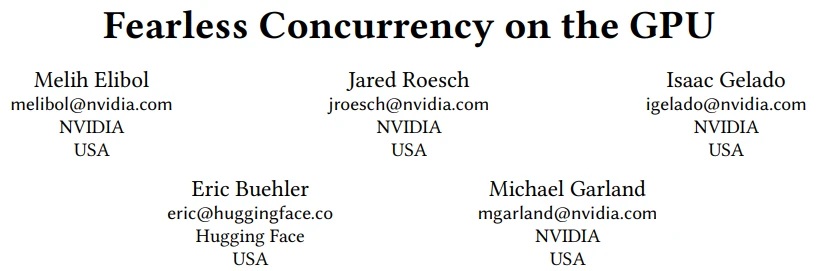 Fearless Concurrency on the GPU
Melih Elibol
melibol@nvidia.com
NVIDIA
USA
Jared Roesch
jroesch@nvidia.com
NVIDIA
USA
Isaac Gelado
igelado@nvidia.com
NVIDIA
USA
Eric Buehler
eric@huggingface.co
Hugging Face
USA
Michael Garland
mgarland@nvidia.com
NVIDIA
USA